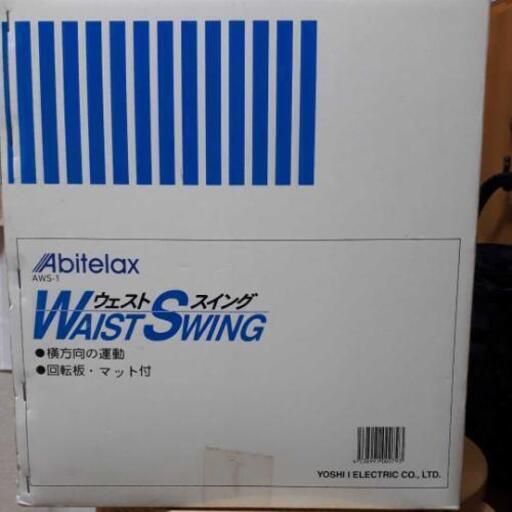 Abitelax
AWS-1
ウェスト スイング
WAIST SWING
●横方向の運動
●回転板・マット付
YOSHI I ELECTRIC CO., LTD.